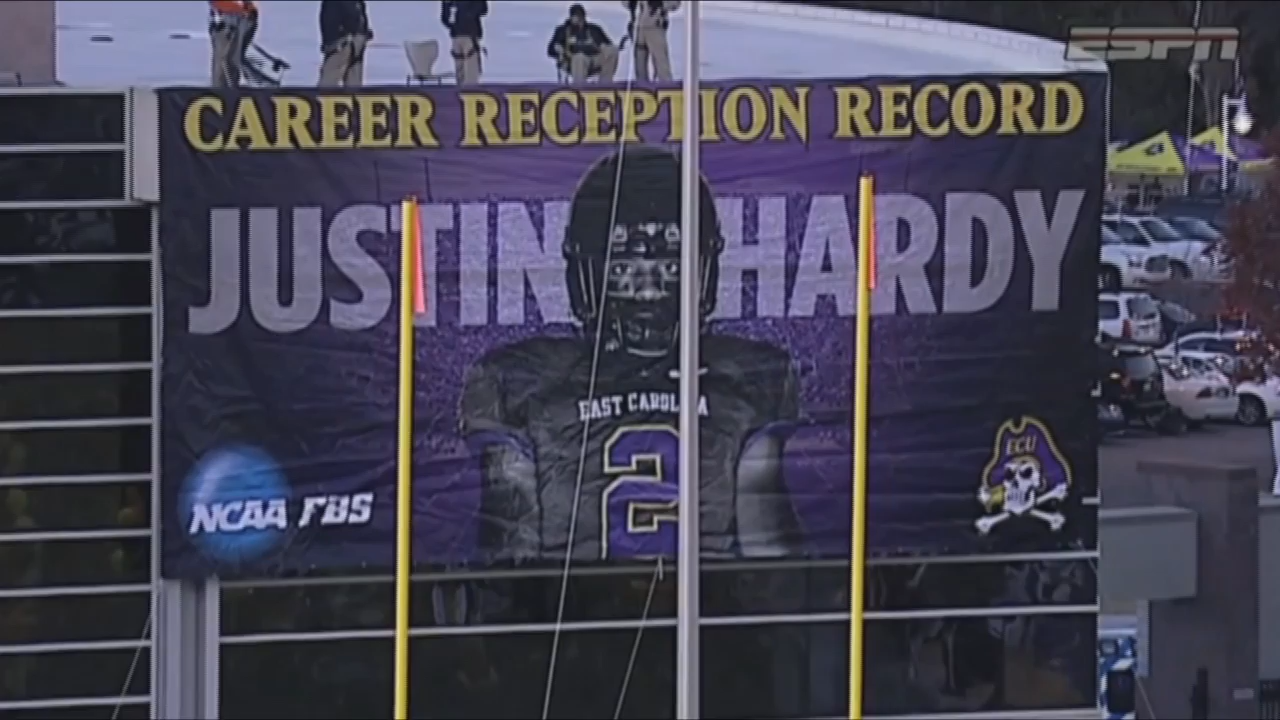 ESPN
CAREER RECEPTION RECORD
JUSTIN HARDY
EAST CAROLINA
2
ECU
NCAA FBS